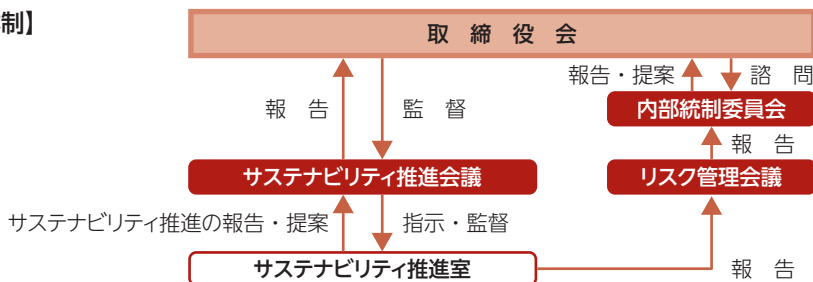 制】
取締役会
報告・提案
諮問
報告
監督
内部統制委員会
報告
サステナビリティ推進会議
リスク管理会議
サステナビリティ推進の報告・提案
指示・監督
サステナビリティ推進室
報告